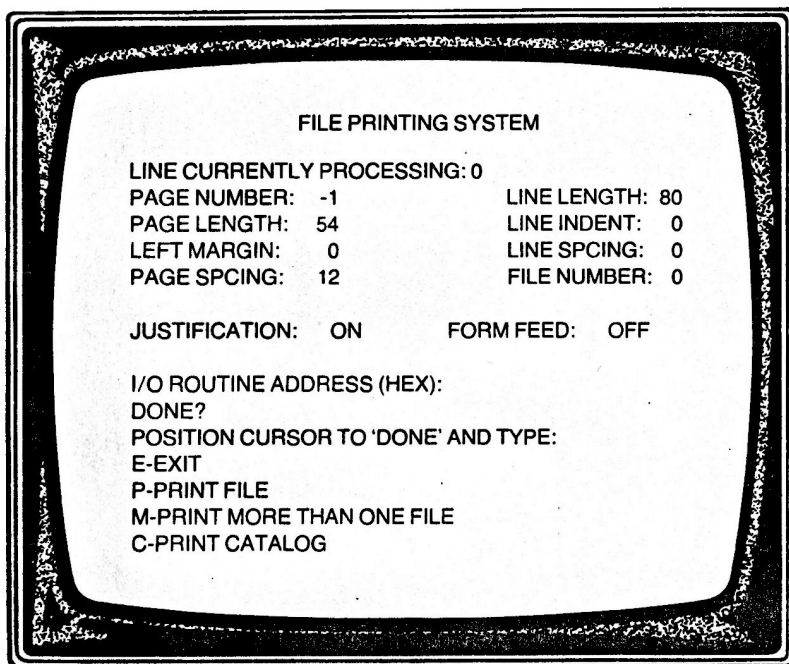 FILE PRINTING SYSTEM
LINE CURRENTLY PROCESSING: 0
PAGE NUMBER: -1 LINE LENGTH: 80
PAGE LENGTH: 54 LINE INDENT: 0
LEFT MARGIN: 0 LINE SPCING: 0
PAGE SPCING: 12 FILE NUMBER: 0
JUSTIFICATION: ON FORM FEED: OFF
I/O ROUTINE ADDRESS (HEX):
DONE?
POSITION CURSOR TO 'DONE' AND TYPE:
E-EXIT
P-PRINT FILE
M-PRINT MORE THAN ONE FILE
C-PRINT CATALOG